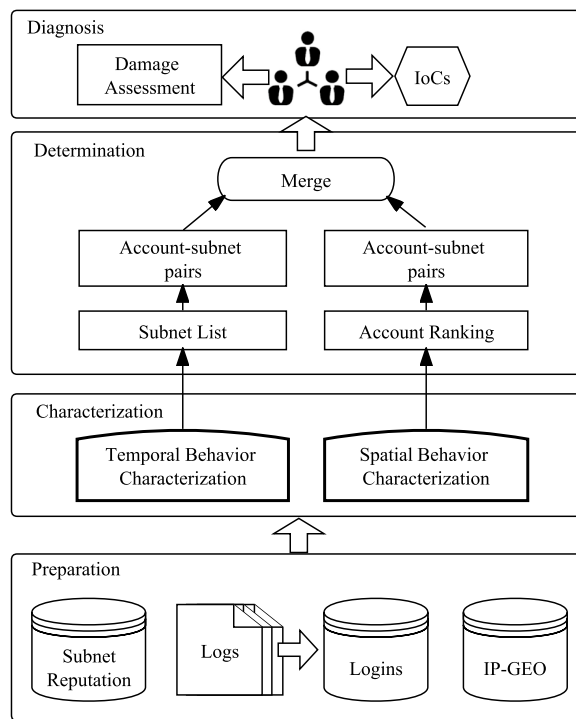 Diagnosis
Damage
Assessment
IoCs
Determination
Merge
Account-subnet
pairs
Account-subnet
pairs
Subnet List
Account Ranking
Characterization
Temporal Behavior
Characterization
Spatial Behavior
Characterization
Preparation
Subnet
Reputation
Logs
Logins
IP-GEO